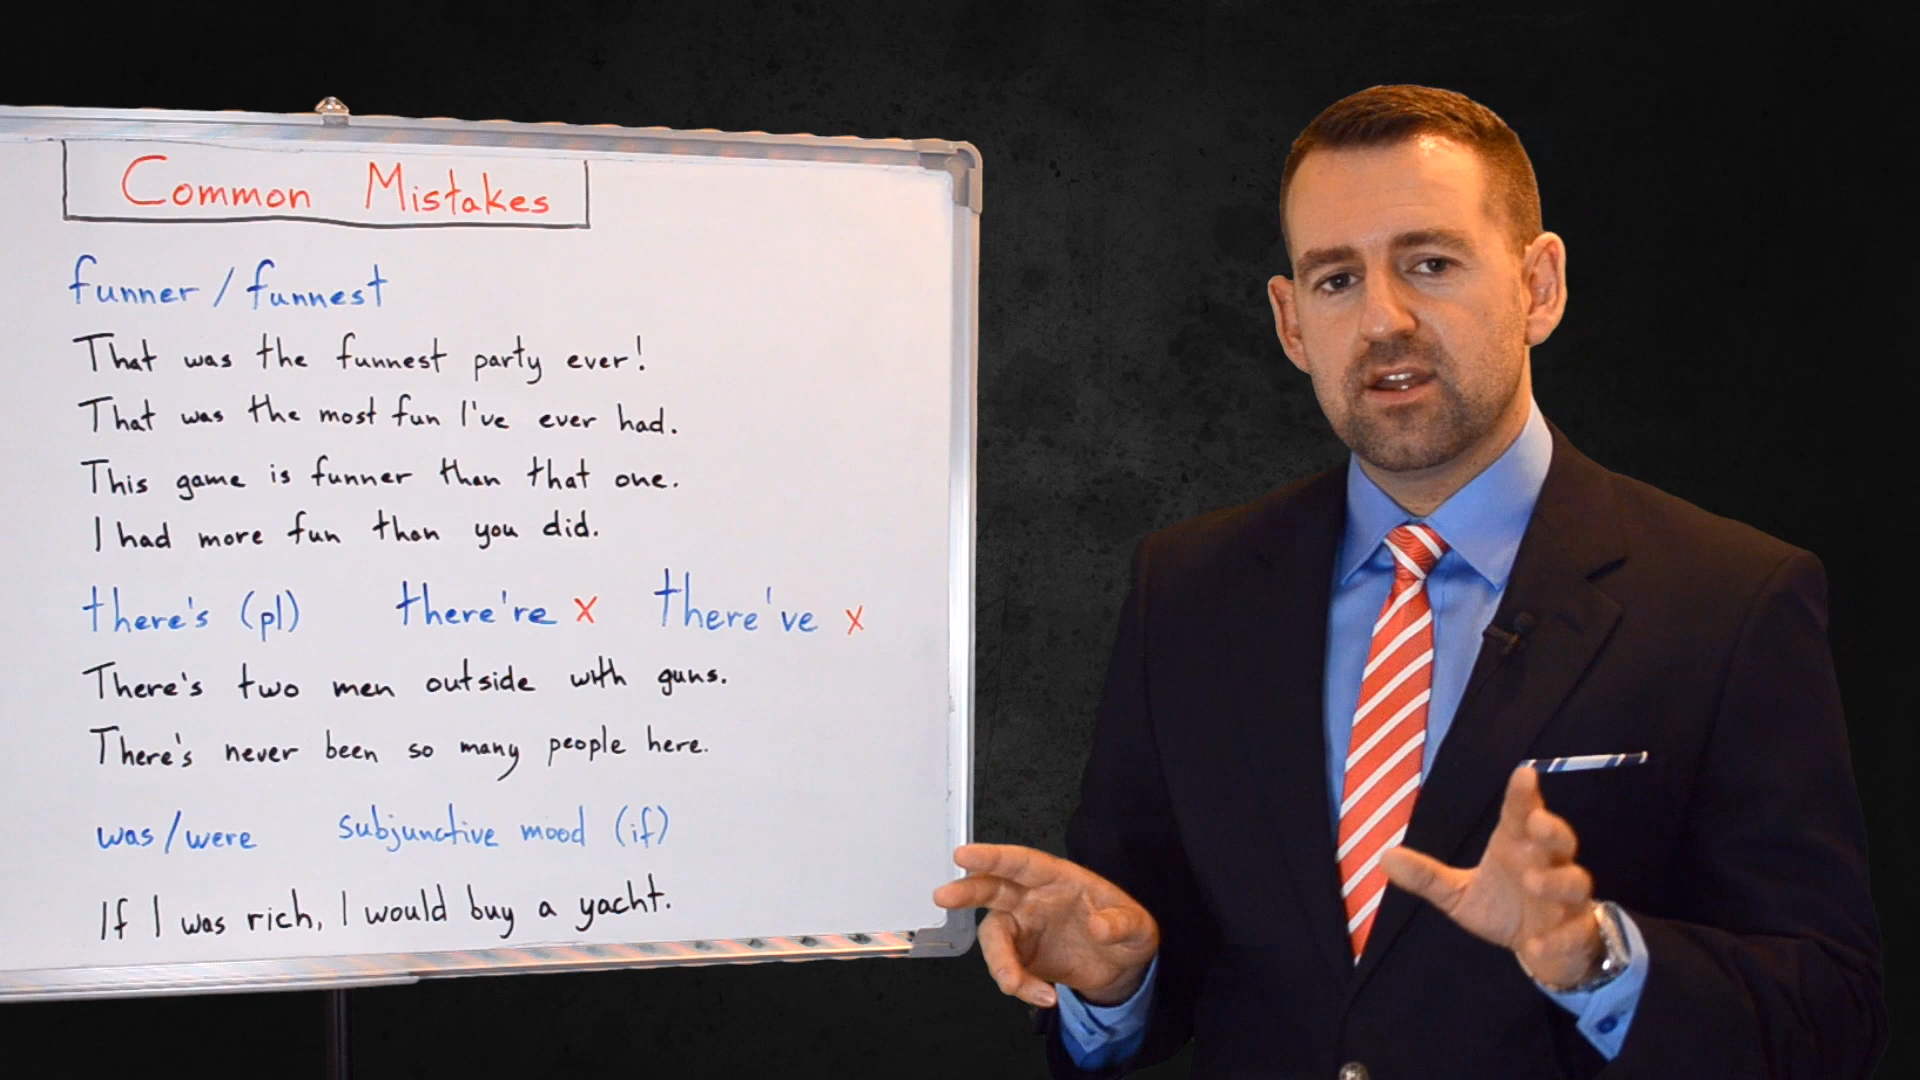 Common Mistakes
funner / funnest
That was the funnest party ever!
That was the most fun I've ever had.
This game is funner than that one.
I had more fun than you did.
there's (pl) there're x there've x
There's two men outside with guns.
There's never been so many people here.
was/were subjunctive mood (if)
If I was rich, I would buy a yacht.